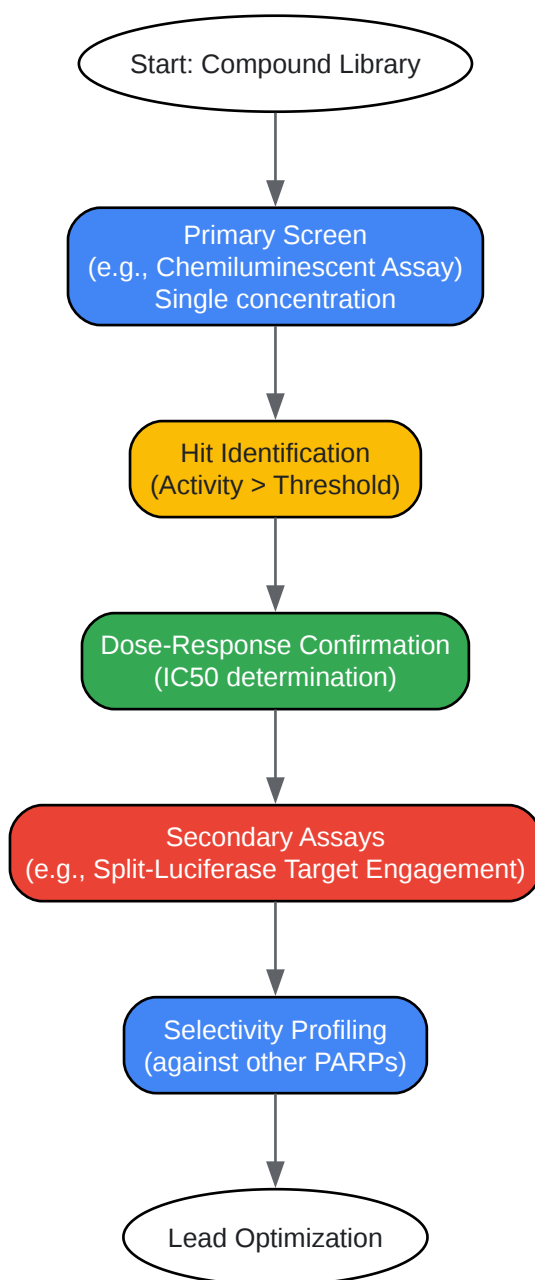 Start: Compound Library
Primary Screen
(e.g., Chemiluminescent Assay)
Single concentration
Hit Identification
(Activity > Threshold)
Dose-Response Confirmation
(IC50 determination)
Secondary Assays
(e.g., Split-Luciferase Target Engagement)
Selectivity Profiling
(against other PARPs)
Lead Optimization